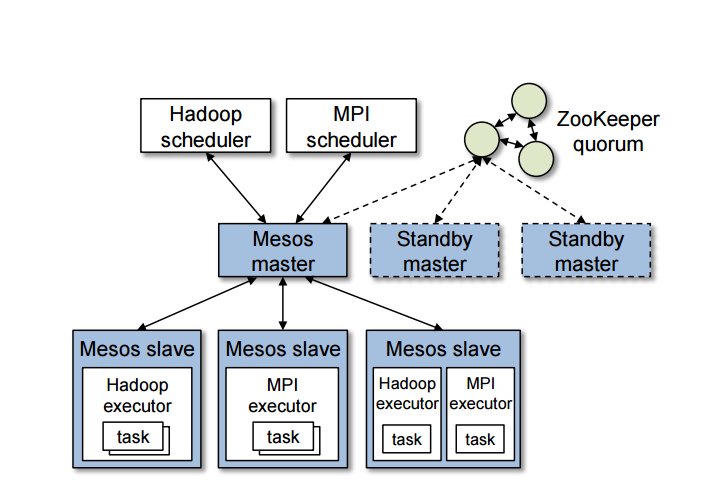 Hadoop
scheduler
MPI
scheduler
ZooKeeper
quorum
Mesos
master
Standby
master
Standby
master
Mesos slave
Hadoop
executor
task
Mesos slave
MPI
executor
task
Mesos slave
Hadoop
executor
task
MPI
executor
task